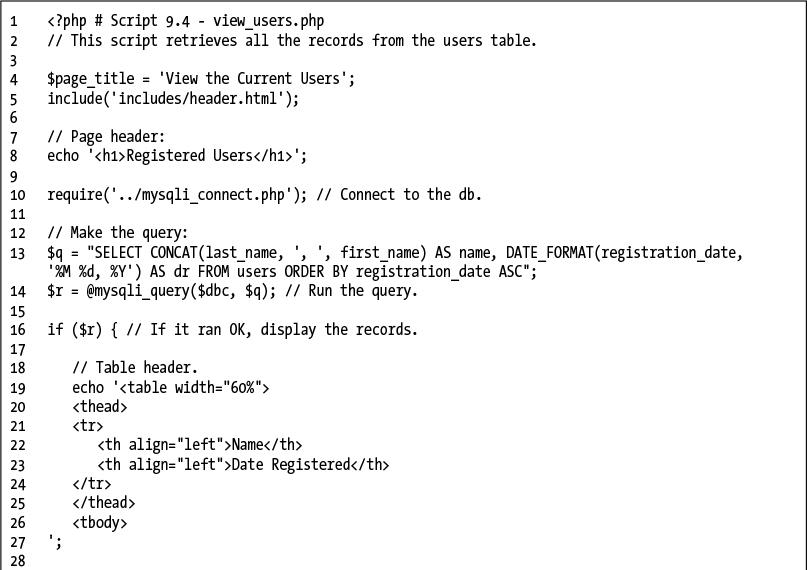 1 <?php # Script 9.4 - view_users.php
2 // This script retrieves all the records from the users table.
3
4 $page_title = 'View the Current Users';
5 include('includes/header.html');
6
7 // Page header:
8 echo '<h1>Registered Users</h1>';
9
10 require('../mysqli_connect.php'); // Connect to the db.
11
12 // Make the query:
13 $q = "SELECT CONCAT(last_name, ', ', first_name) AS name, DATE_FORMAT(registration_date,
'%M %d, %Y') AS dr FROM users ORDER BY registration_date ASC";
14 $r = @mysqli_query($dbc, $q); // Run the query.
15
16 if ($r) { // If it ran OK, display the records.
17
18 // Table header.
19 echo '<table width="60%">
20 <thead>
21 <tr>
22 <th align="left">Name</th>
23 <th align="left">Date Registered</th>
24 </tr>
25 </thead>
26 <tbody>
27 ';
28